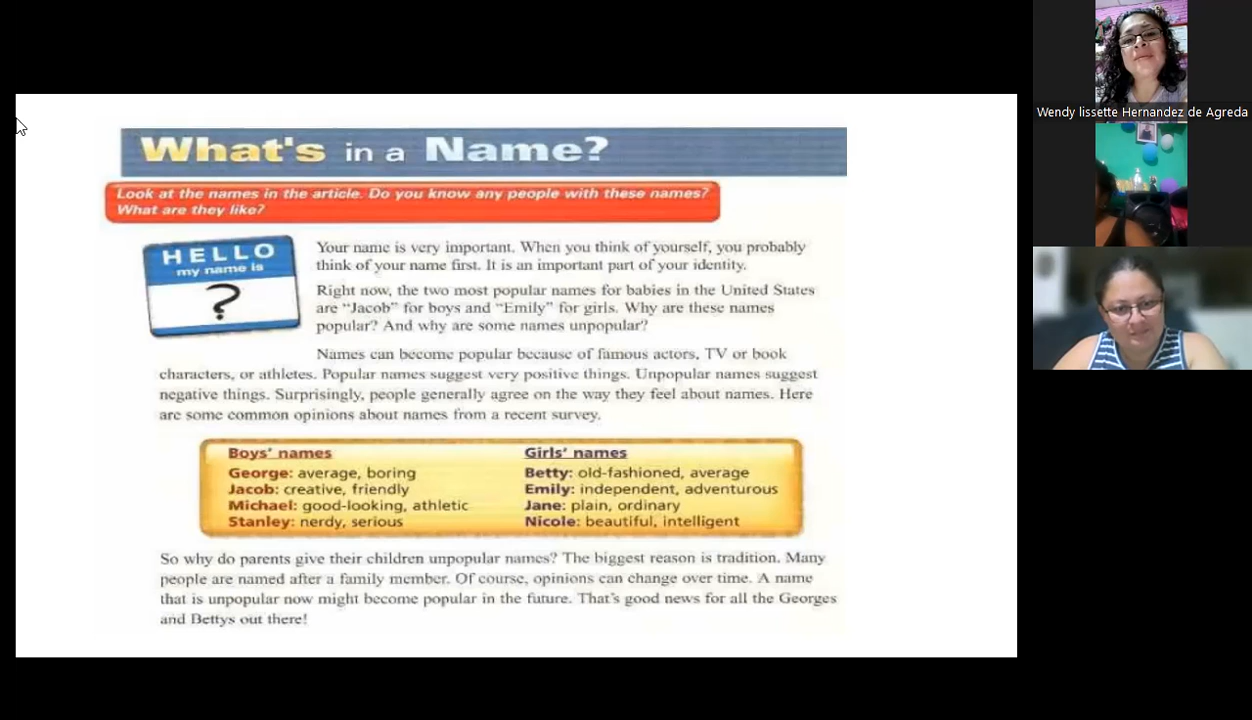 What's in a Name?
Look at the names in the article. Do you know any people with these names?
What are they like?
HELLO
my name is
?
Your name is very important. When you think of yourself, you probably
think of your name first. It is an important part of your identity.
Right now, the two most popular names for babies in the United States
are “Jacob” for boys and “Emily” for girls. Why are these names
popular? And why are some names unpopular?
Names can become popular because of famous actors, TV or book
characters, or athletes. Popular names suggest very positive things. Unpopular names suggest
negative things. Surprisingly, people generally agree on the way they feel about names. Here
are some common opinions about names from a recent survey.
Boys' names
George: average, boring
Jacob: creative, friendly
Michael: good-looking, athletic
Stanley: nerdy, serious
Girls' names
Betty: old-fashioned, average
Emily: independent, adventurous
Jane: plain, ordinary
Nicole: beautiful, intelligent
So why do parents give their children unpopular names? The biggest reason is tradition. Many
people are named after a family member. Of course, opinions can change over time. A name
that is unpopular now might become popular in the future. That's good news for all the Georges
and Bettys out there!
Wendy lissette Hernandez de Agreda